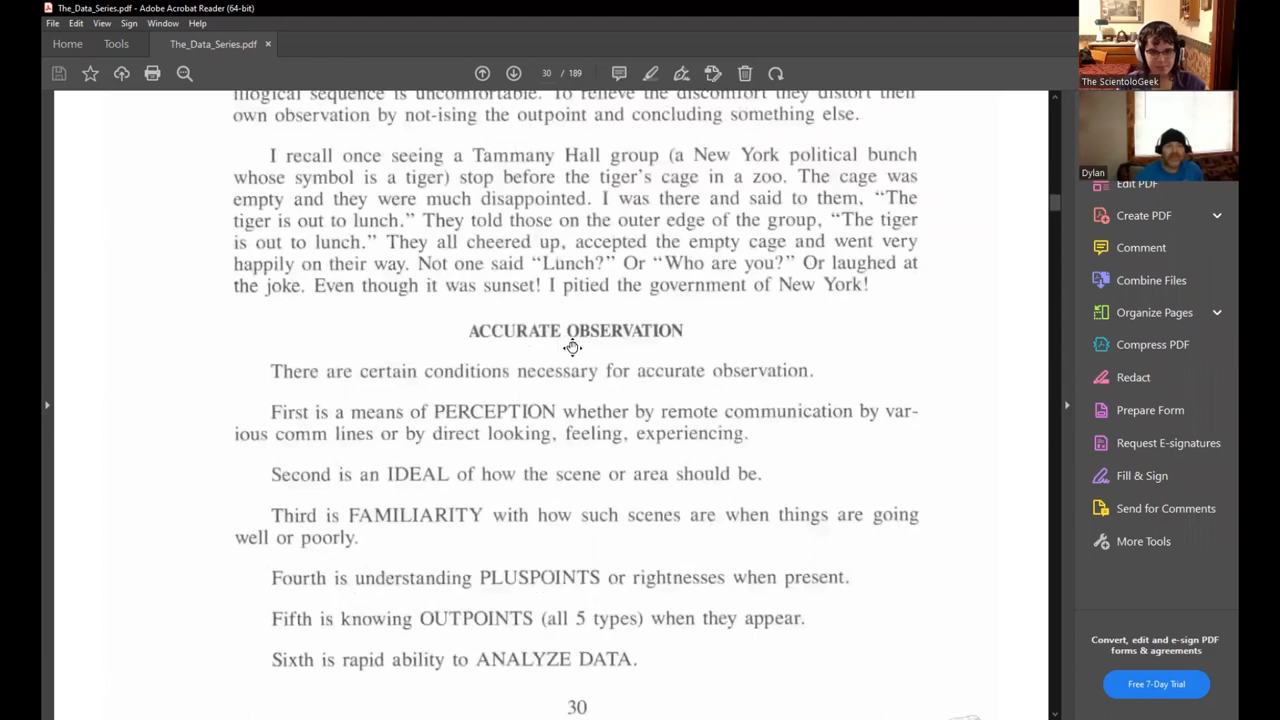 The_Data_Series.pdf - Adobe Acrobat Reader (64-bit)
File Edit View Sign Window Help
Home Tools The_Data_Series.pdf ×
30 / 189
The ScientoloGeek
Dylan
illogical sequence is uncomfortable. To relieve the discomfort they distort their
own observation by not-ising the outpoint and concluding something else.
I recall once seeing a Tammany Hall group (a New York political bunch
whose symbol is a tiger) stop before the tiger's cage in a zoo. The cage was
empty and they were much disappointed. I was there and said to them, “The
tiger is out to lunch.” They told those on the outer edge of the group, “The tiger
is out to lunch.” They all cheered up, accepted the empty cage and went very
happily on their way. Not one said “Lunch?” Or “Who are you?” Or laughed at
the joke. Even though it was sunset! I pitied the government of New York!
ACCURATE OBSERVATION
There are certain conditions necessary for accurate observation.
First is a means of PERCEPTION whether by remote communication by var-
ious comm lines or by direct looking, feeling, experiencing.
Second is an IDEAL of how the scene or area should be.
Third is FAMILIARITY with how such scenes are when things are going
well or poorly.
Fourth is understanding PLUSPOINTS or rightnesses when present.
Fifth is knowing OUTPOINTS (all 5 types) when they appear.
Sixth is rapid ability to ANALYZE DATA.
30
Edit PDF
Create PDF
Comment
Combine Files
Organize Pages
Compress PDF
Redact
Prepare Form
Request E-signatures
Fill & Sign
Send for Comments
More Tools
Convert, edit and e-sign PDF
forms & agreements
Free 7-Day Trial